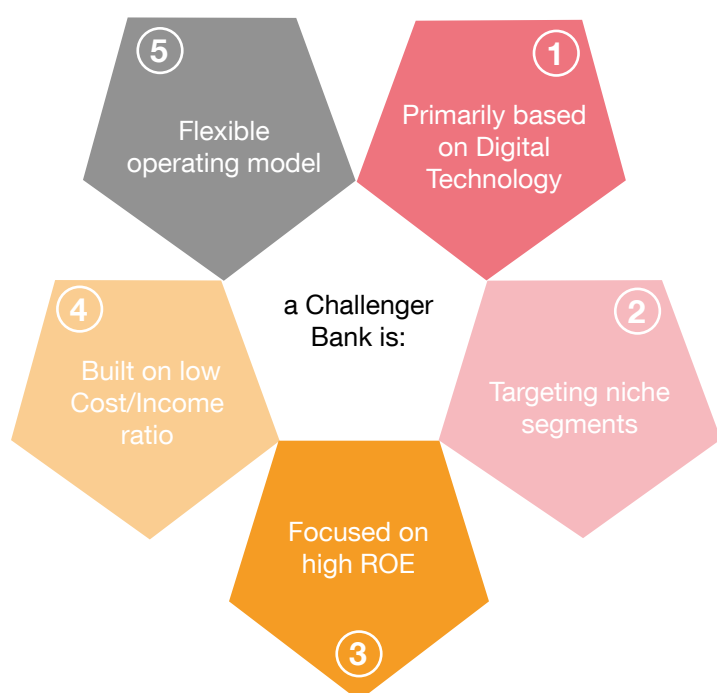 a Challenger
Bank is:
1
Primarily based
on Digital
Technology
2
Targeting niche
segments
Focused on
high ROE
3
4
Built on low
Cost/Income
ratio
5
Flexible
operating model